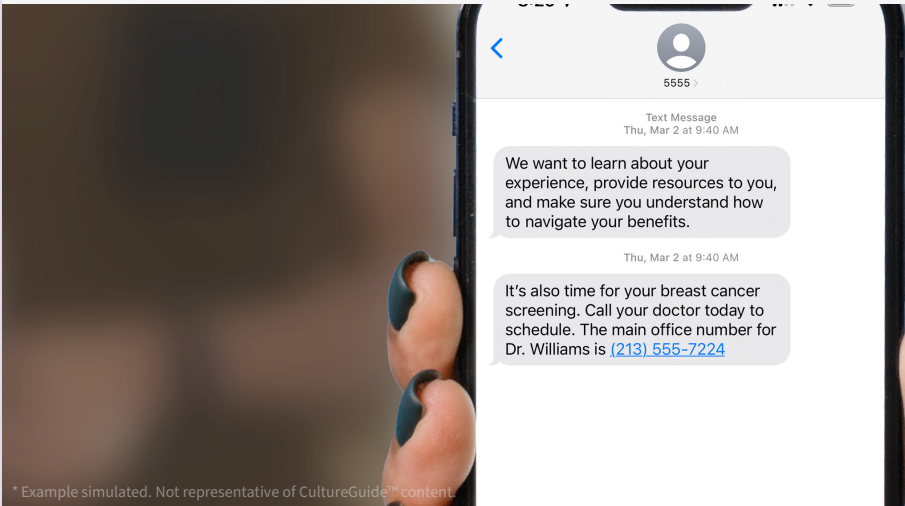 5555 >
Text Message
Thu, Mar 2 at 9:40 AM
We want to learn about your
experience, provide resources to you,
and make sure you understand how
to navigate your benefits.
Thu, Mar 2 at 9:40 AM
It’s also time for your breast cancer
screening. Call your doctor today to
schedule. The main office number for
Dr. Williams is (213) 555-7224
* Example simulated. Not representative of CultureGuide™ content.